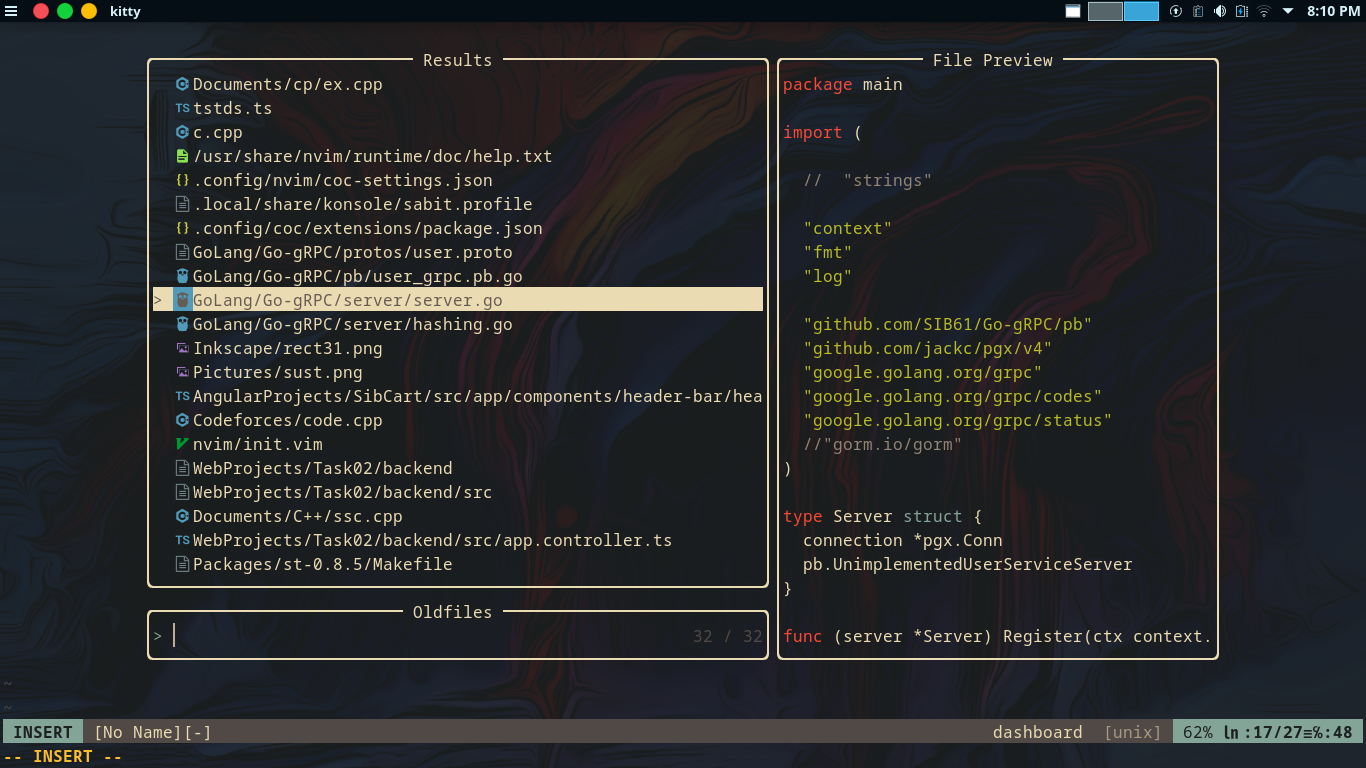 kitty
8:10 PM
Results
Documents/cp/ex.cpp
TS tstds.ts
c.cpp
/usr/share/nvim/runtime/doc/help.txt
{} .config/nvim/coc-settings.json
.local/share/konsole/sabit.profile
{} .config/coc/extensions/package.json
GoLang/Go-gRPC/protos/user.proto
GoLang/Go-gRPC/pb/user_grpc.pb.go
> GoLang/Go-gRPC/server/server.go
GoLang/Go-gRPC/server/hashing.go
Inkscape/rect31.png
Pictures/sust.png
TS AngularProjects/SibCart/src/app/components/header-bar/hea
Codeforces/code.cpp
nvim/init.vim
WebProjects/Task02/backend
WebProjects/Task02/backend/src
Documents/C++/ssc.cpp
TS WebProjects/Task02/backend/src/app.controller.ts
Packages/st-0.8.5/Makefile
Oldfiles
> 32 / 32
File Preview
package main
import (
//  "strings"
"context"
"fmt"
"log"
"github.com/SIB61/Go-gRPC/pb"
"github.com/jackc/pgx/v4"
"google.golang.org/grpc"
"google.golang.org/grpc/codes"
"google.golang.org/grpc/status"
//"gorm.io/gorm"
)
type Server struct {
connection *pgx.Conn
pb.UnimplementedUserServiceServer
}
func (server *Server) Register(ctx context.
~
~
INSERT [No Name][-] dashboard [unix] 62% ln :17/27≡℅:48
-- INSERT --